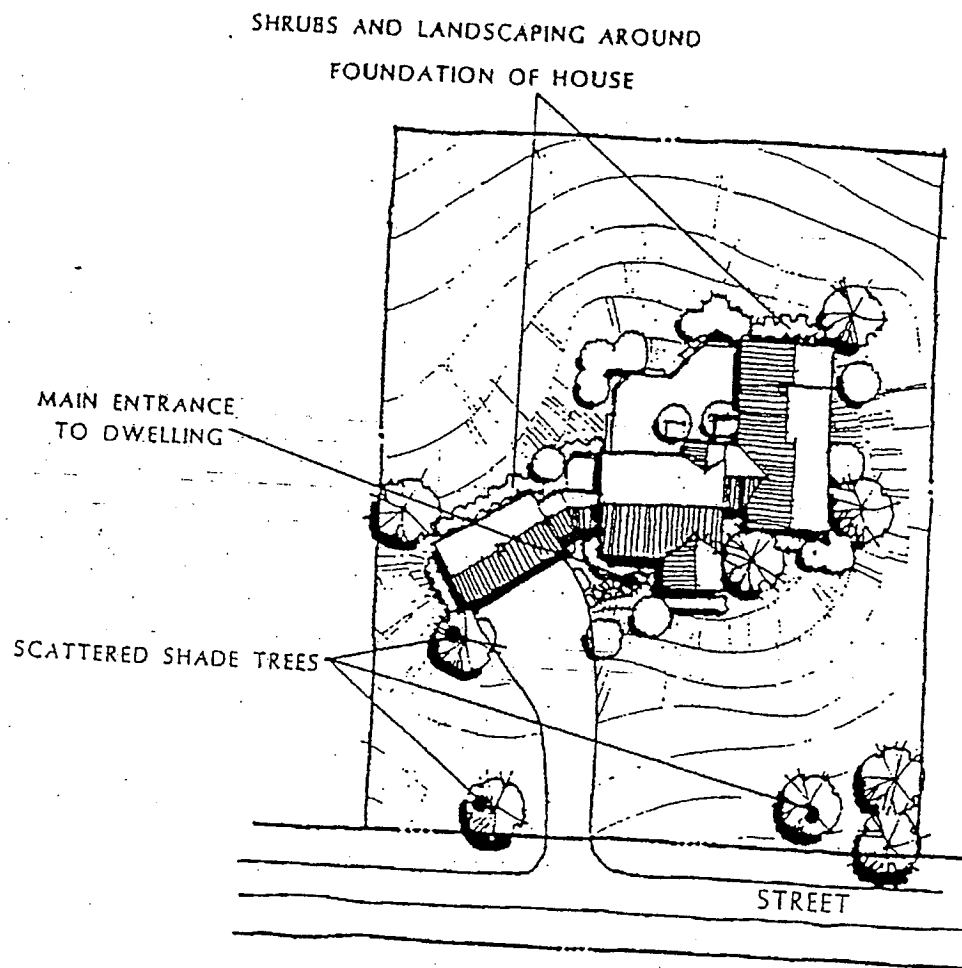 SHRUBS AND LANDSCAPING AROUND
FOUNDATION OF HOUSE
MAIN ENTRANCE
TO DWELLING
SCATTERED SHADE TREES
STREET